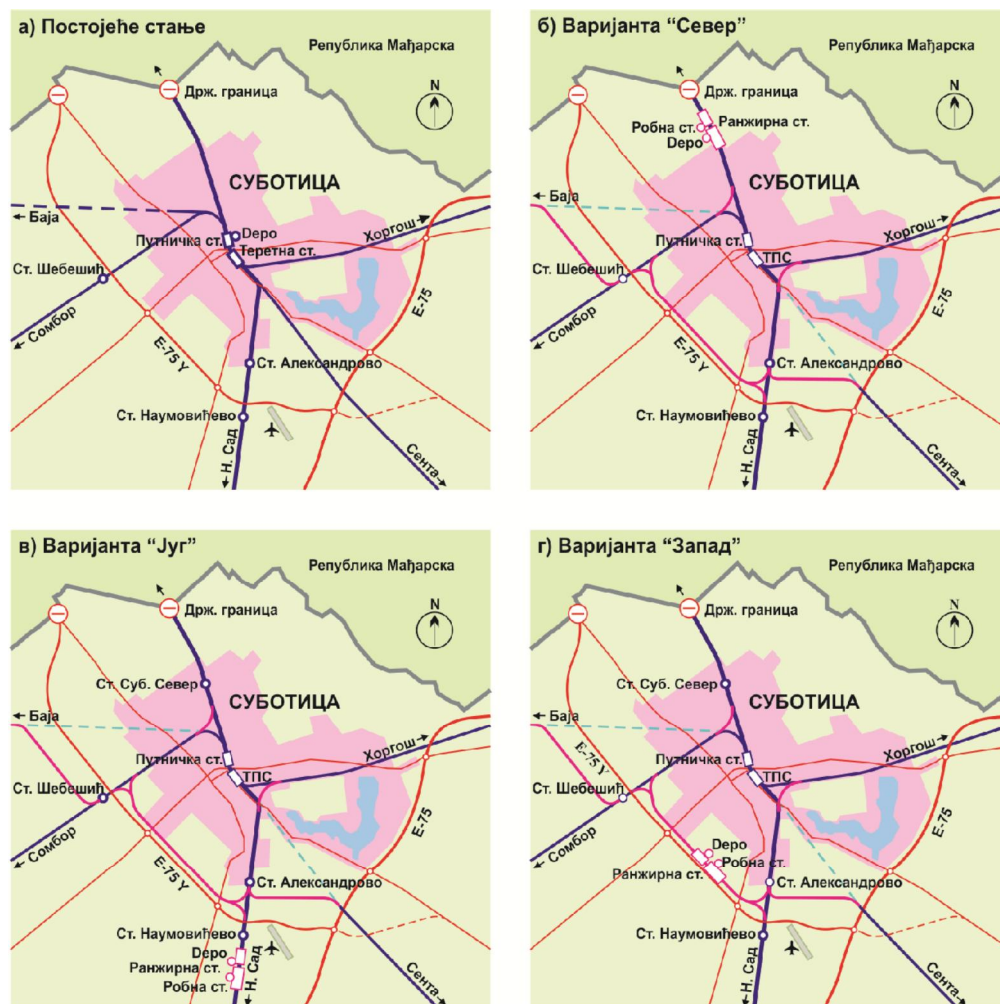 а) Постојеће стање
Република Мађарска
Држ. граница
N
СУБОТИЦА
Баја
Depo
Хоргош
Путничка ст.
Теретна ст.
Ст. Шебешић
Е-75
Сомбор
Е-75 Y
Ст. Александрово
Ст. Наумовићево
Н. Сад
Сента
б) Варијанта “Север”
Република Мађарска
Држ. граница
N
Ранжирна ст.
Робна ст.
Depo
СУБОТИЦА
Баја
Хоргош
Путничка ст.
ТПС
Ст. Шебешић
Е-75
Сомбор
Е-75 Y
Ст. Александрово
Ст. Наумовићево
Н. Сад
Сента
в) Варијанта “Југ”
Република Мађарска
Држ. граница
N
Ст. Суб. Север
СУБОТИЦА
Баја
Хоргош
Путничка ст.
ТПС
Ст. Шебешић
Е-75
Сомбор
Е-75 Y
Ст. Александрово
Ст. Наумовићево
Depo
Ранжирна ст.
Робна ст.
Н. Сад
Сента
г) Варијанта “Запад”
Република Мађарска
Држ. граница
N
Ст. Суб. Север
СУБОТИЦА
Баја
Е-75 Y
Хоргош
Путничка ст.
ТПС
Ст. Шебешић
Е-75
Сомбор
Depo
Робна ст.
Ранжирна ст.
Ст. Александрово
Ст. Наумовићево
Н. Сад
Сента